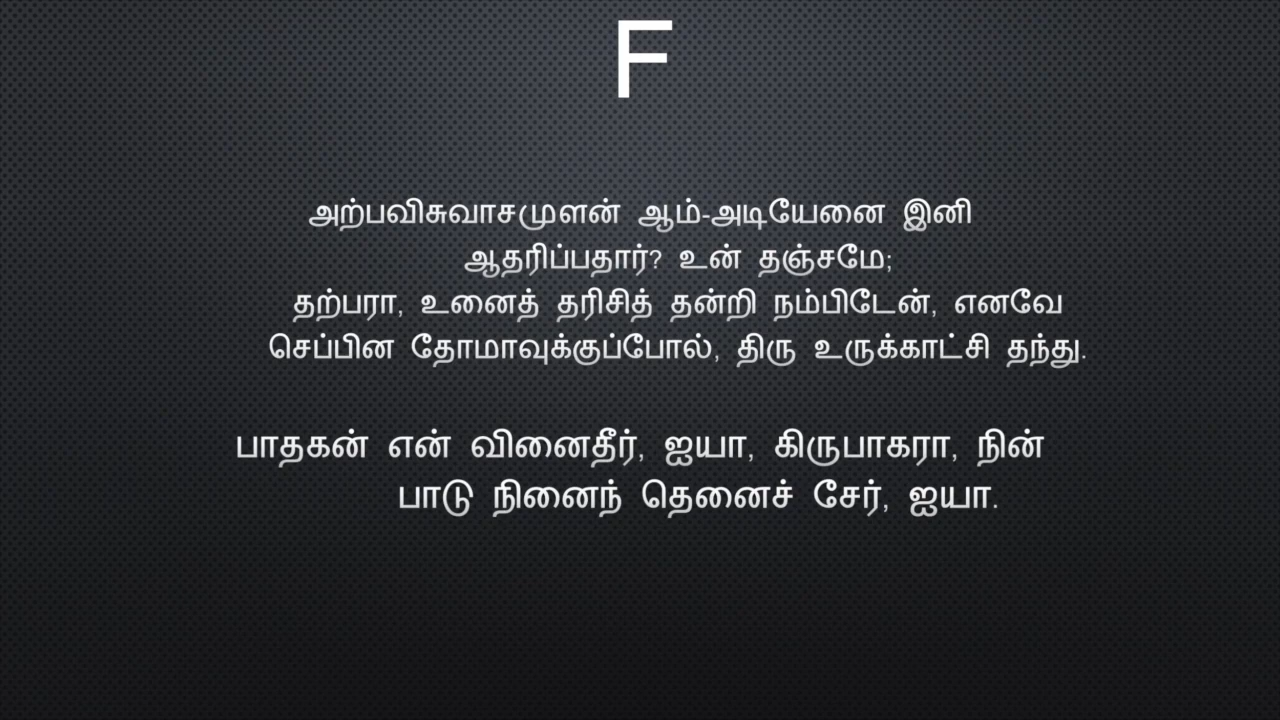 F
அற்பவிசுவாசமுளன் ஆம்-அடியேனை இனி
ஆதரிப்பதார்? உன் தஞ்சமே;
தற்பரா, உனைத் தரிசித் தன்றி நம்பிடேன், எனவே
செப்பின தோமாவுக்குப்போல், திரு உருக்காட்சி தந்து.
பாதகன் என் வினைதீர், ஐயா, கிருபாகரா, நின்
பாடு நினைந் தெனைச் சேர், ஐயா.